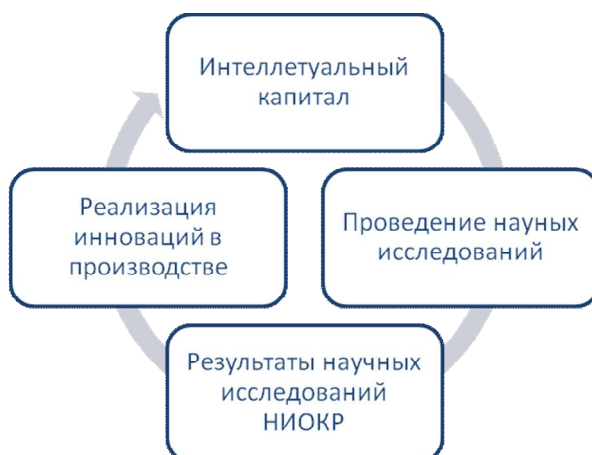 Интеллетуальный
капитал
Проведение науных
исследований
Результаты научных
исследований
НИОКР
Реализация
инноваций в
производстве